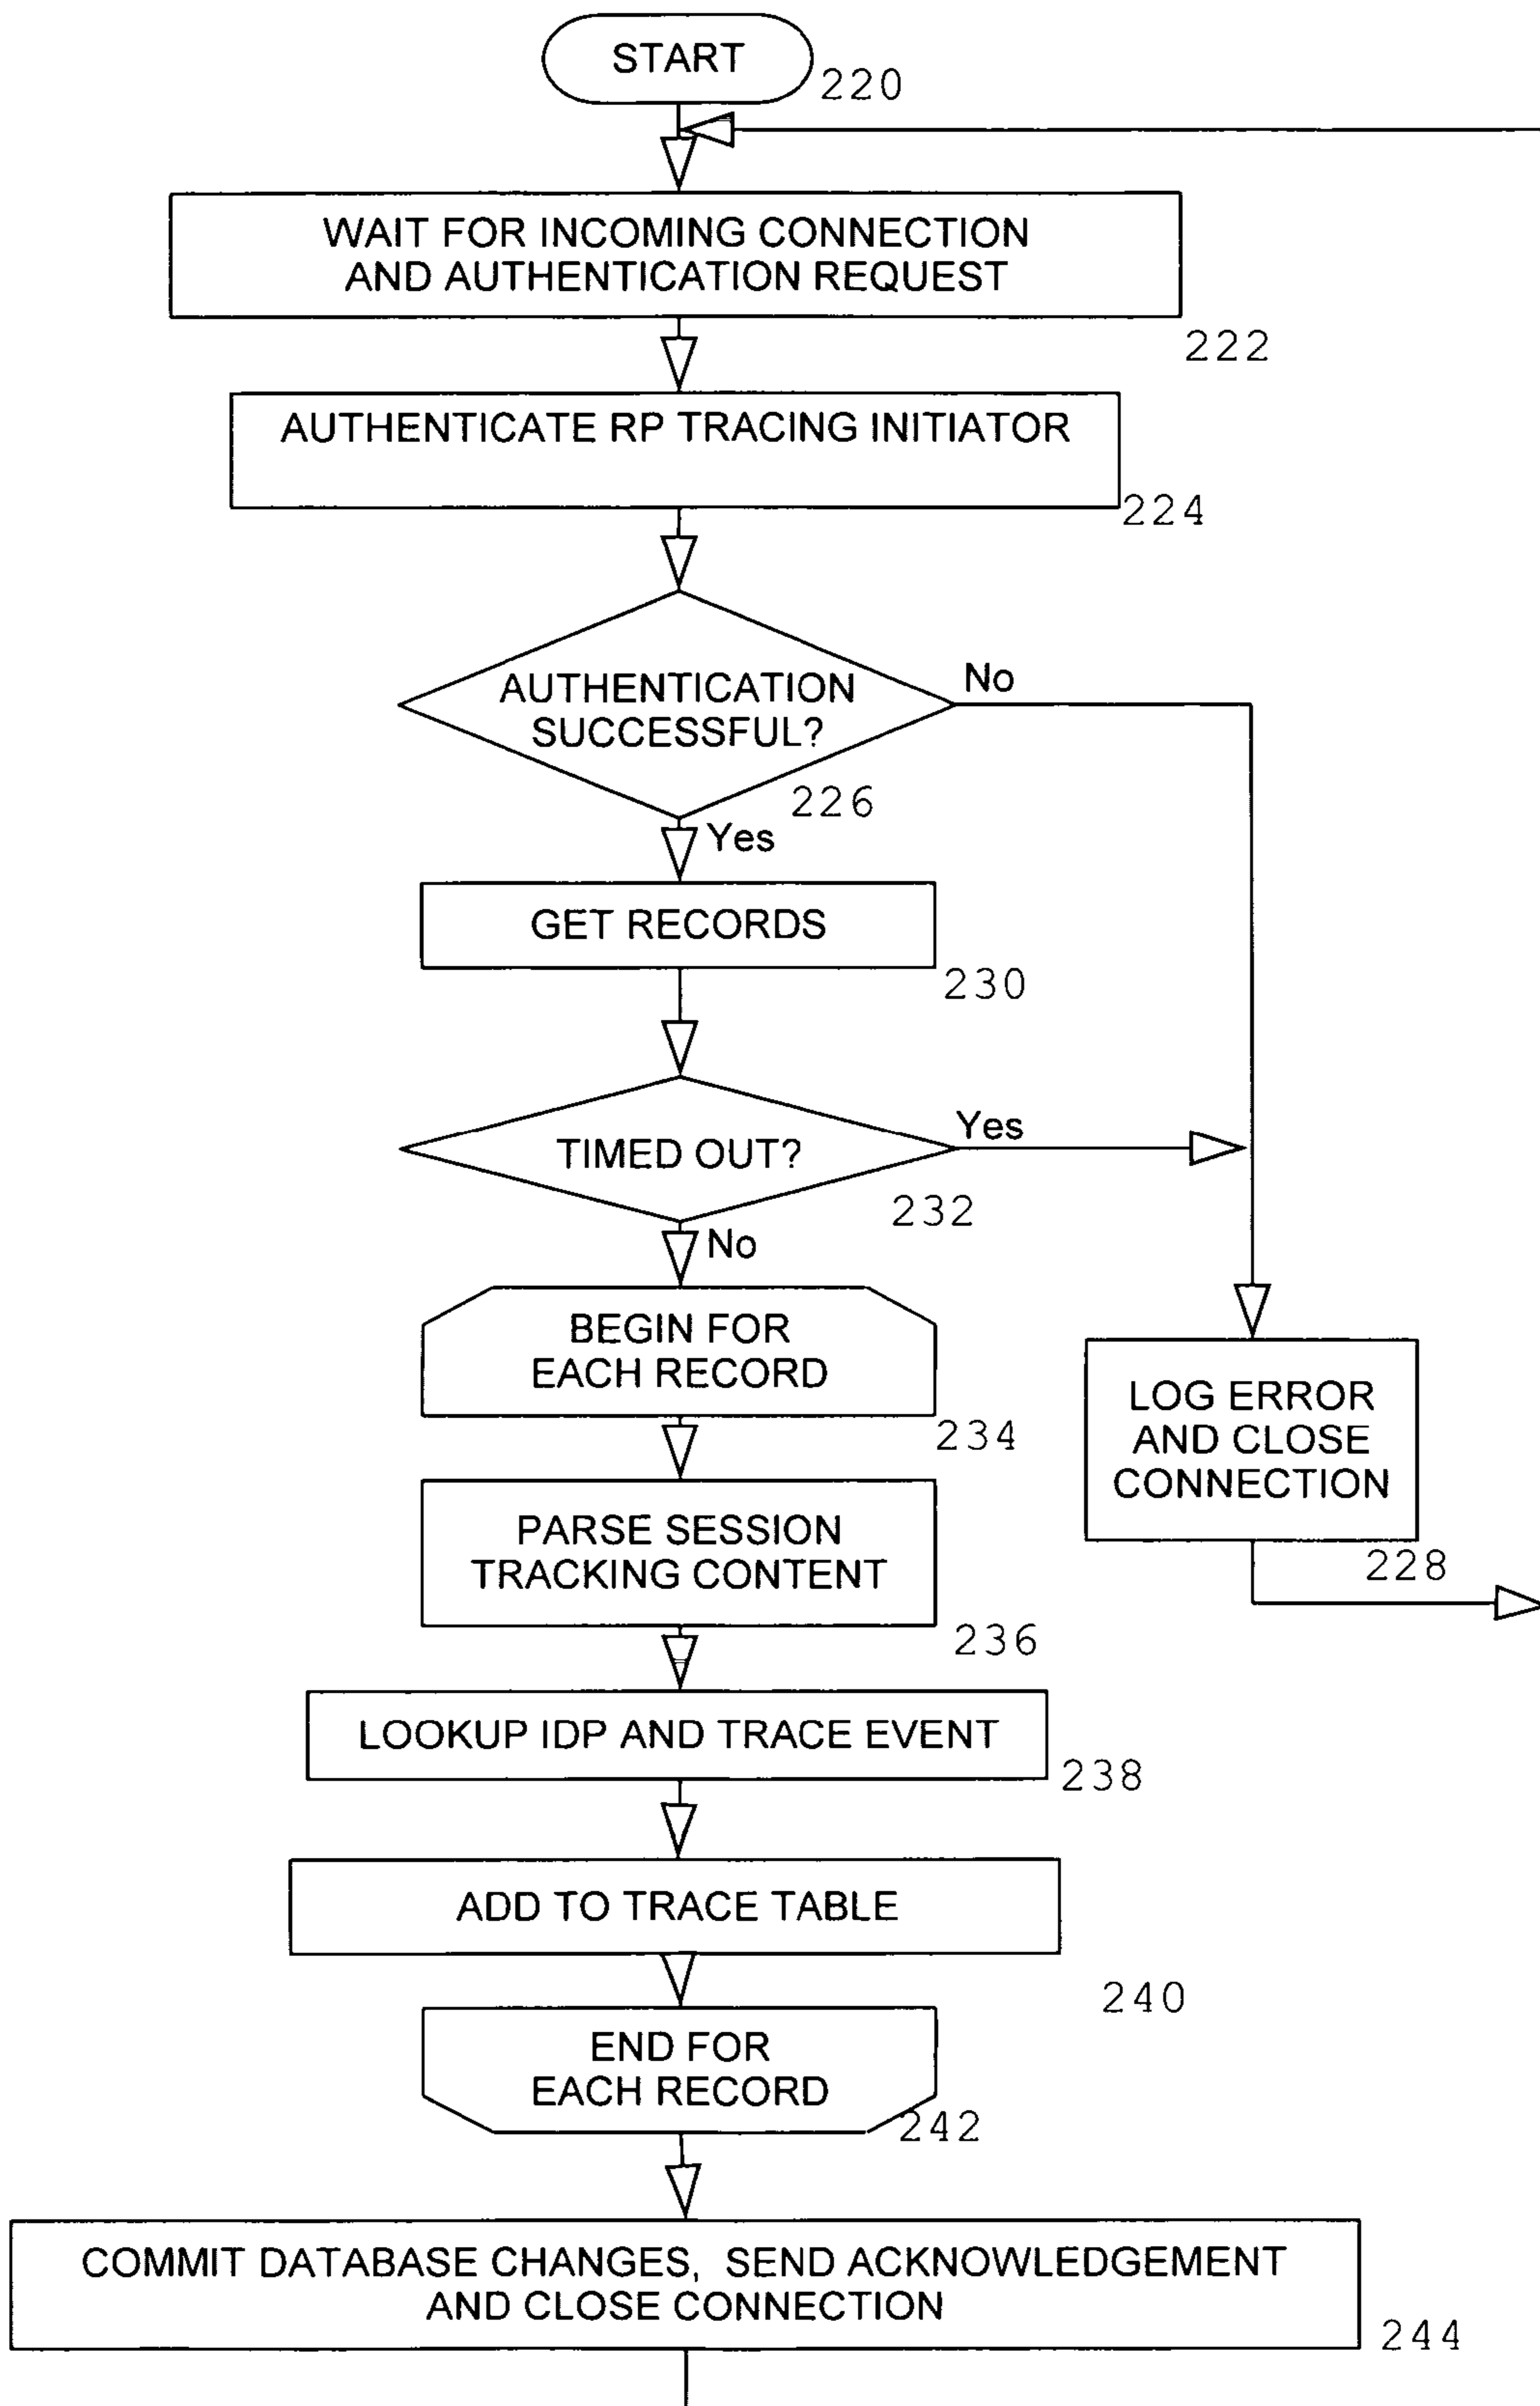 START
220
WAIT FOR INCOMING CONNECTION
AND AUTHENTICATION REQUEST
222
AUTHENTICATE RP TRACING INITIATOR
224
AUTHENTICATION
SUCCESSFUL?
No
226
Yes
GET RECORDS
230
TIMED OUT?
Yes
232
No
BEGIN FOR
EACH RECORD
234
LOG ERROR
AND CLOSE
CONNECTION
228
PARSE SESSION
TRACKING CONTENT
236
LOOKUP IDP AND TRACE EVENT
238
ADD TO TRACE TABLE
240
END FOR
EACH RECORD
242
COMMIT DATABASE CHANGES, SEND ACKNOWLEDGEMENT
AND CLOSE CONNECTION
244